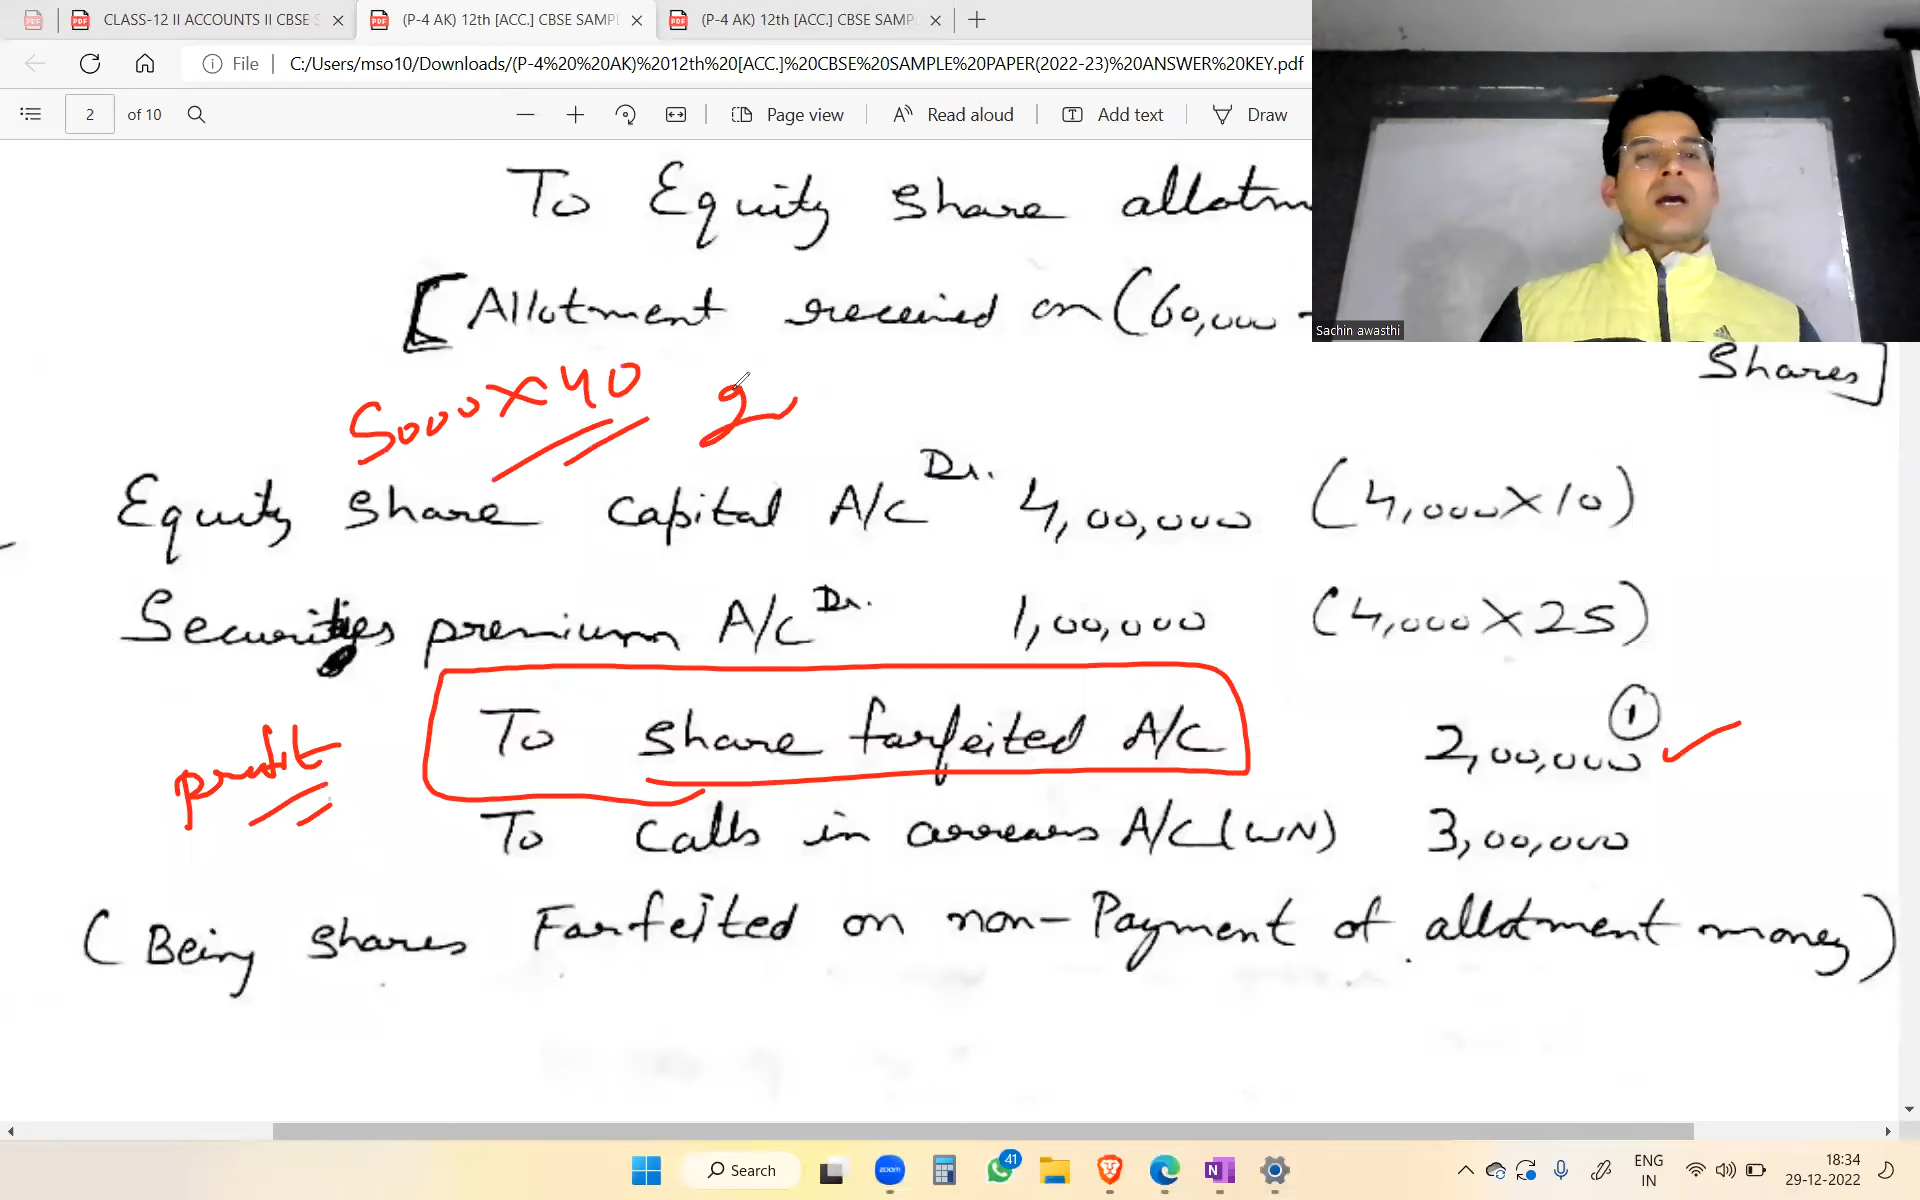 CLASS-12 II ACCOUNTS II CBSE S
(P-4 AK) 12th [ACC.] CBSE SAMPL
(P-4 AK) 12th [ACC.] CBSE SAMP
File C:/Users/mso10/Downloads/(P-4%20%20AK)%2012th%20[ACC.]%20CBSE%20SAMPLE%20PAPER(2022-23)%20ANSWER%20KEY.pdf
2 of 10 Page view Read aloud Add text Draw
Sachin awasthi
To Equity share allotm
[Allotment received on (60,000 -
Shares]
5000 X 40
Equity share capital A/C Dr. 4,00,000 (4,000 X 10)
Securities premium A/C Dr. 1,00,000 (4,000 X 25)
To share farfeited A/C 2,00,000 1
profit
To calls in arrears A/C (WN) 3,00,000
(Being shares Farfeited on non-Payment of allotment money)
Search
zoom
41
ENG
IN
18:34
29-12-2022